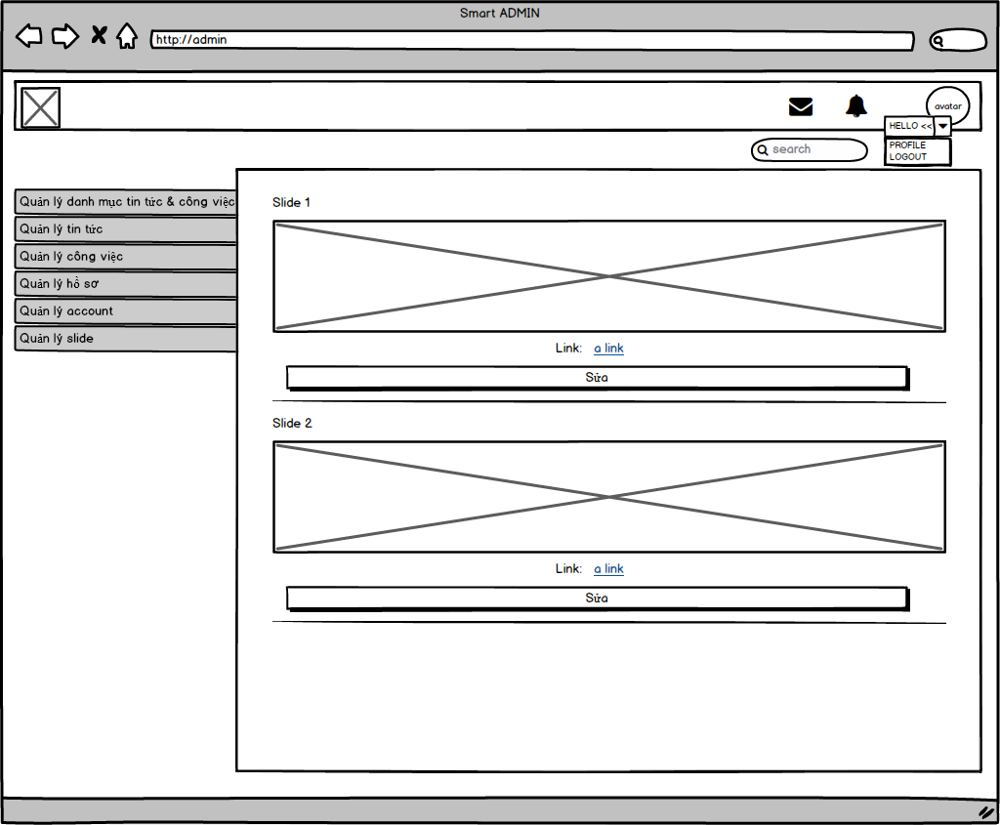 Smart ADMIN
http://admin
avatar
HELLO <<
PROFILE
LOGOUT
search
Quản lý danh mục tin tức & công việc
Quản lý tin tức
Quản lý công việc
Quản lý hồ sơ
Quản lý account
Quản lý slide
Slide 1
Link: a link
Sửa
Slide 2
Link: a link
Sửa